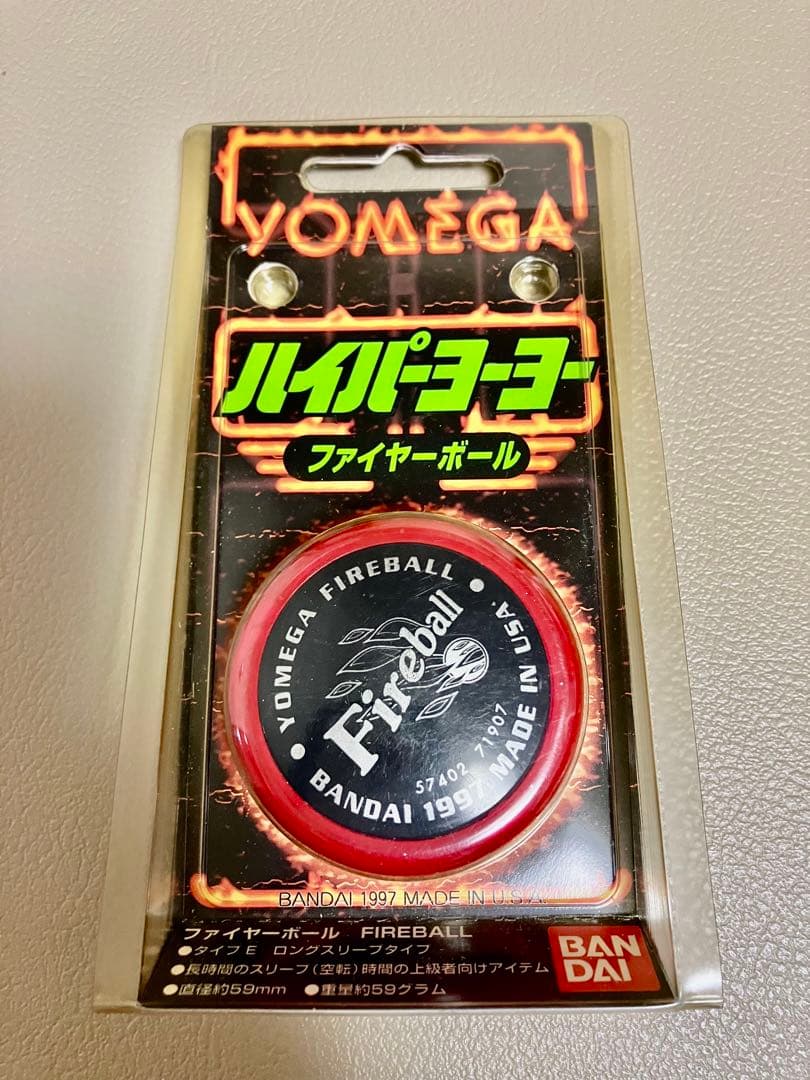 YOMEGA
ハイパーヨーヨー
ファイヤーボール
YOMEGA FIREBALL
Fireball
57402 71907
BANDAI 1997 MADE IN USA
BANDAI 1997 MADE IN U.S.A.
ファイヤーボール FIREBALL
●タイプE ロングスリープタイプ
●長時間のスリープ(空転)時間の上級者向けアイテム
●直径約59mm ●重量約59グラム
BAN
DAI